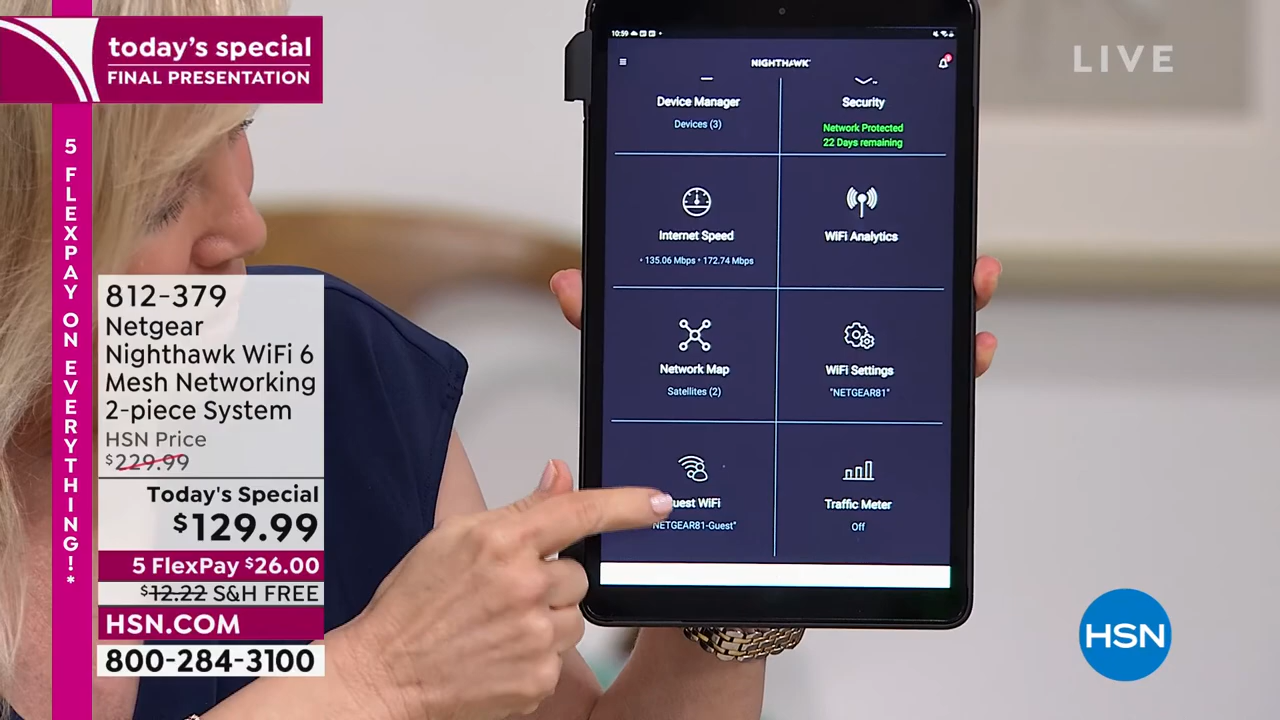 today's special
FINAL PRESENTATION
5 FLEXPAY ON EVERYTHING!*
812-379
Netgear
Nighthawk WiFi 6
Mesh Networking
2-piece System
HSN Price
$229.99
Today's Special
$129.99
5 FlexPay $26.00
$12.22 S&H FREE
HSN.COM
800-284-3100
LIVE
10:59
NIGHTHAWK
Device Manager
Devices (3)
Security
Network Protected
22 Days remaining
Internet Speed
• 135.06 Mbps • 172.74 Mbps
WiFi Analytics
Network Map
Satellites (2)
WiFi Settings
"NETGEAR81"
uest WiFi
NETGEAR81-Guest"
Traffic Meter
Off
HSN